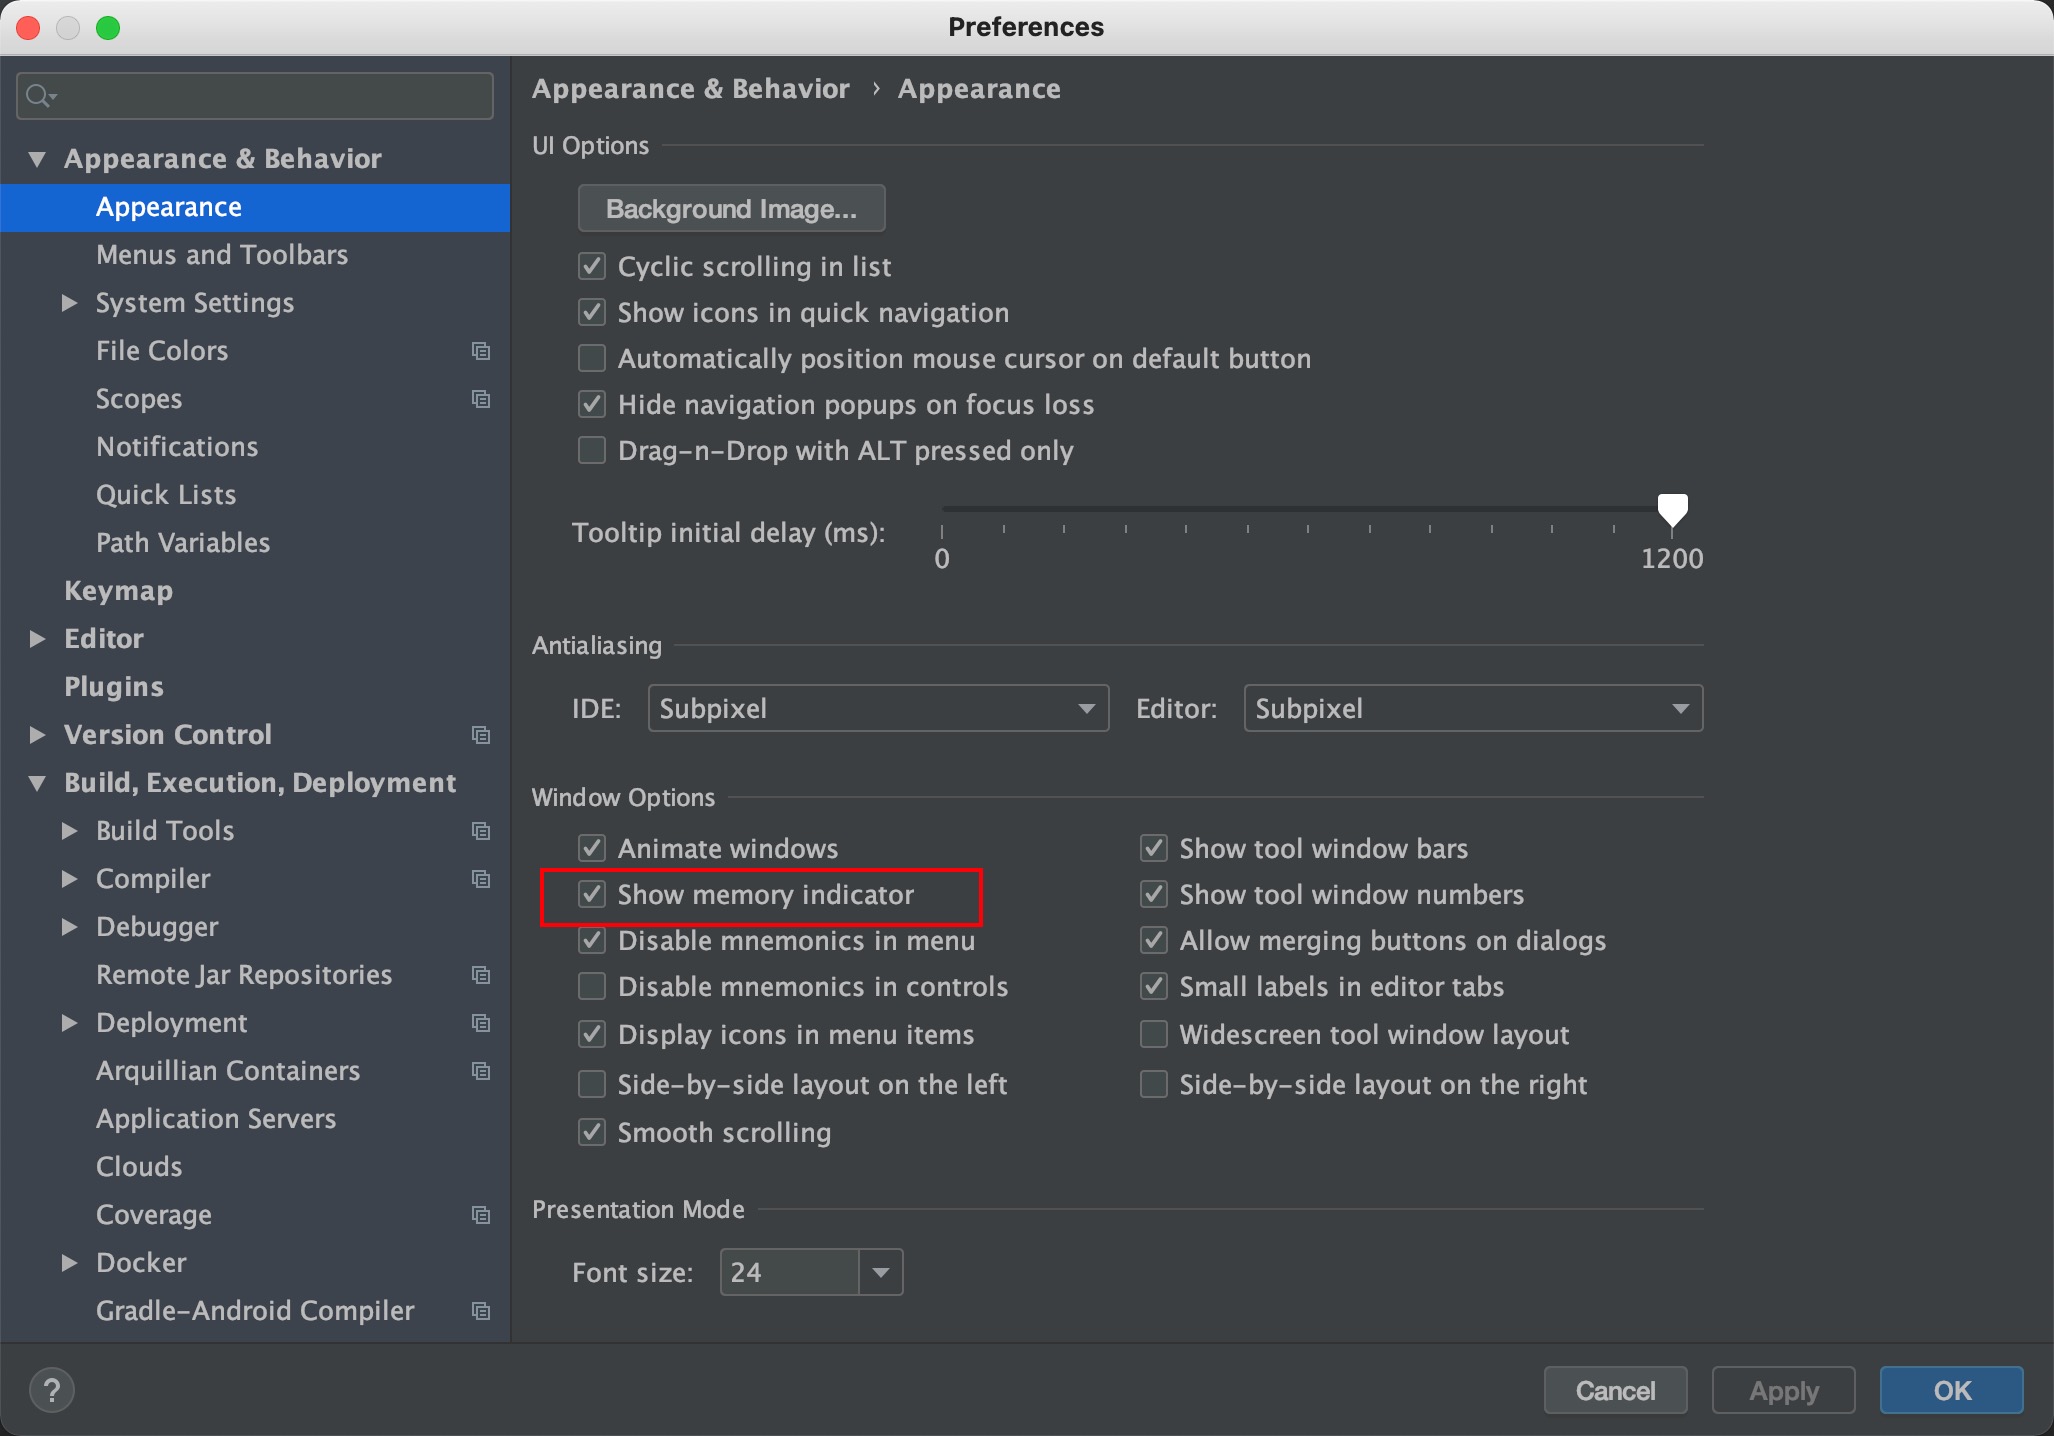 Preferences
Appearance & Behavior
Appearance
Menus and Toolbars
System Settings
File Colors
Scopes
Notifications
Quick Lists
Path Variables
Keymap
Editor
Plugins
Version Control
Build, Execution, Deployment
Build Tools
Compiler
Debugger
Remote Jar Repositories
Deployment
Arquillian Containers
Application Servers
Clouds
Coverage
Docker
Gradle-Android Compiler
Appearance & Behavior › Appearance
UI Options
Background Image...
Cyclic scrolling in list
Show icons in quick navigation
Automatically position mouse cursor on default button
Hide navigation popups on focus loss
Drag-n-Drop with ALT pressed only
Tooltip initial delay (ms):
0 1200
Antialiasing
IDE: Subpixel Editor: Subpixel
Window Options
Animate windows Show tool window bars
Show memory indicator Show tool window numbers
Disable mnemonics in menu Allow merging buttons on dialogs
Disable mnemonics in controls Small labels in editor tabs
Display icons in menu items Widescreen tool window layout
Side-by-side layout on the left Side-by-side layout on the right
Smooth scrolling
Presentation Mode
Font size: 24
? Cancel Apply OK